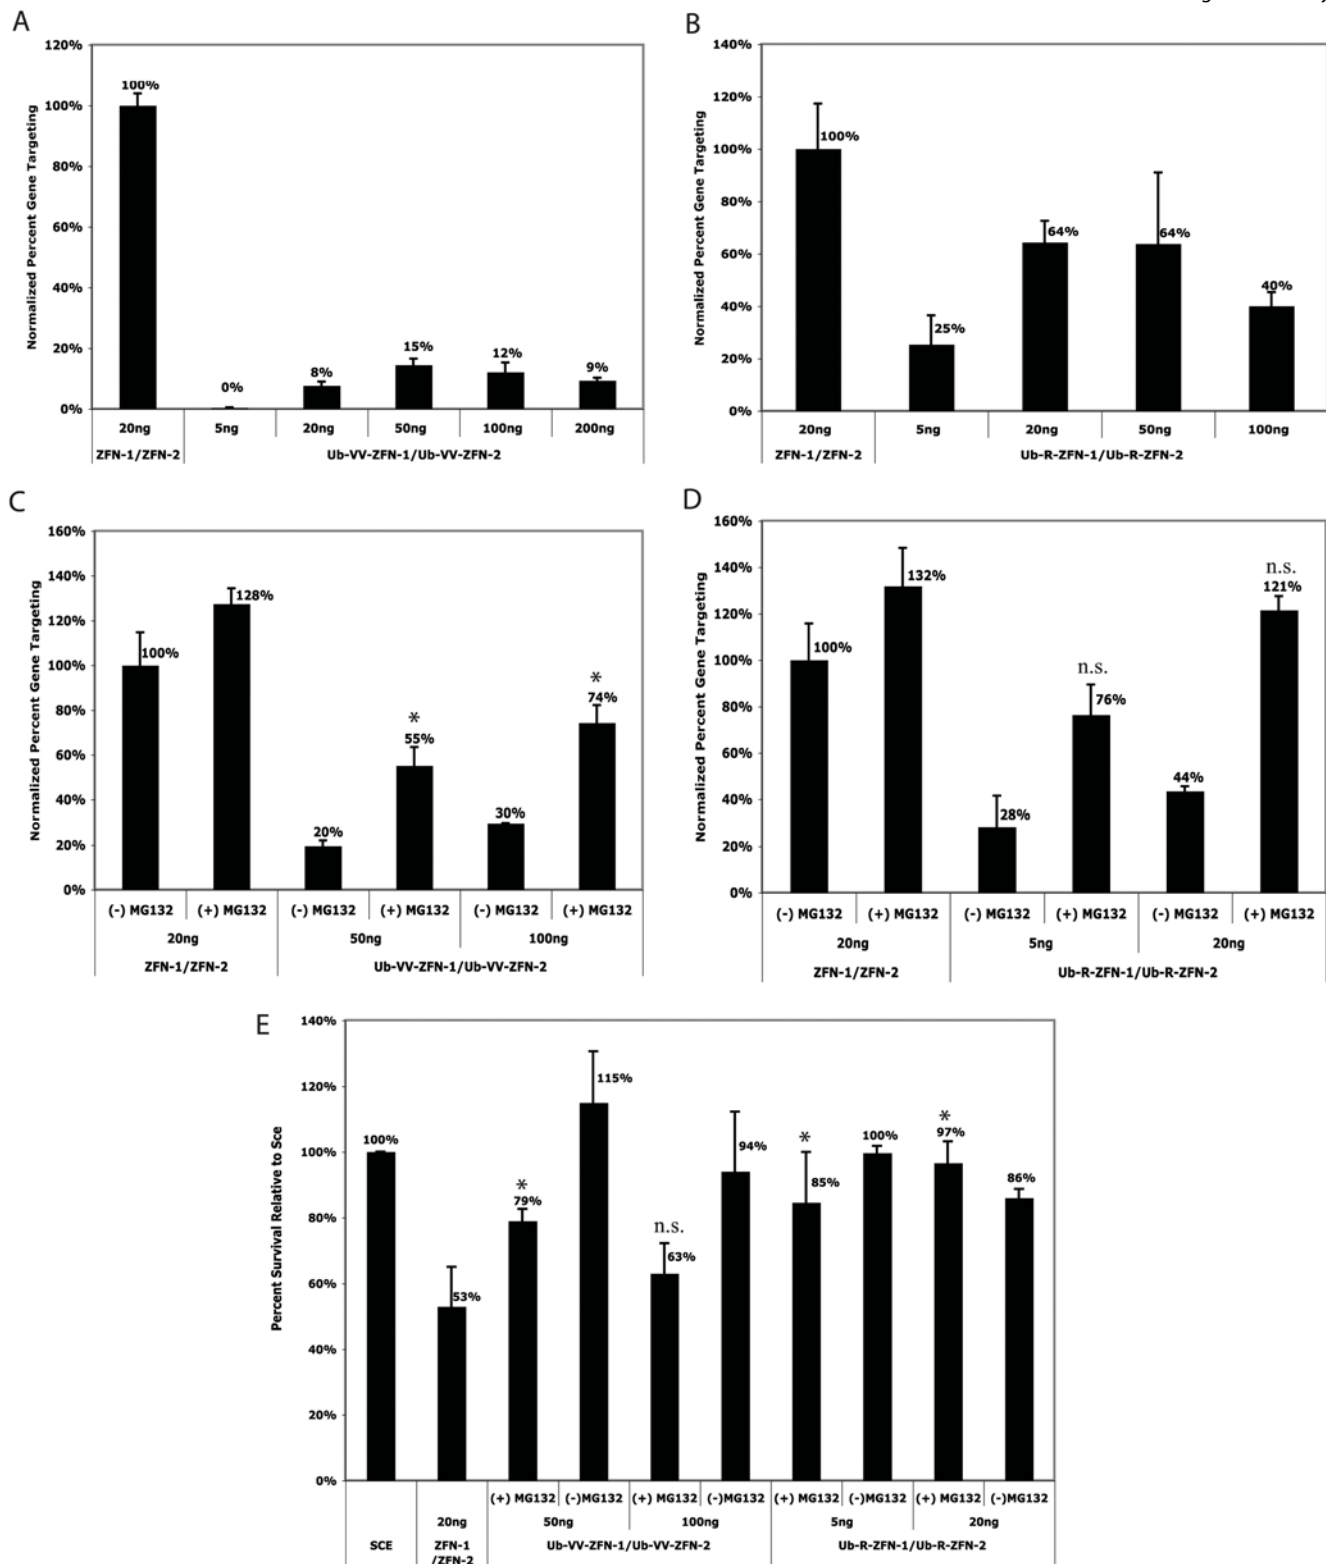 A
Normalized Percent Gene Targeting
120%
100%
80%
60%
40%
20%
0%
100%
0%
8%
15%
12%
9%
20ng
5ng
20ng
50ng
100ng
200ng
ZFN-1/ZFN-2
Ub-VV-ZFN-1/Ub-VV-ZFN-2
B
Normalized Percent Gene Targeting
140%
120%
100%
80%
60%
40%
20%
0%
100%
25%
64%
64%
40%
20ng
5ng
20ng
50ng
100ng
ZFN-1/ZFN-2
Ub-R-ZFN-1/Ub-R-ZFN-2
C
Normalized Percent Gene Targeting
160%
140%
120%
100%
80%
60%
40%
20%
0%
100%
128%
20%
*
55%
30%
*
74%
(-) MG132
(+) MG132
(-) MG132
(+) MG132
(-) MG132
(+) MG132
20ng
50ng
100ng
ZFN-1/ZFN-2
Ub-VV-ZFN-1/Ub-VV-ZFN-2
D
Normalized Percent Gene Targeting
160%
140%
120%
100%
80%
60%
40%
20%
0%
100%
132%
28%
n.s.
76%
44%
n.s.
121%
(-) MG132
(+) MG132
(-) MG132
(+) MG132
(-) MG132
(+) MG132
20ng
5ng
20ng
ZFN-1/ZFN-2
Ub-R-ZFN-1/Ub-R-ZFN-2
E
Percent Survival Relative to Sce
140%
120%
100%
80%
60%
40%
20%
0%
100%
53%
*
79%
115%
n.s.
63%
94%
*
85%
100%
*
97%
86%
(+) MG132
(-)MG132
(+) MG132
(-)MG132
(+) MG132
(-)MG132
(+) MG132
(-)MG132
20ng
50ng
100ng
5ng
20ng
SCE
ZFN-1
/ZFN-2
Ub-VV-ZFN-1/Ub-VV-ZFN-2
Ub-R-ZFN-1/Ub-R-ZFN-2